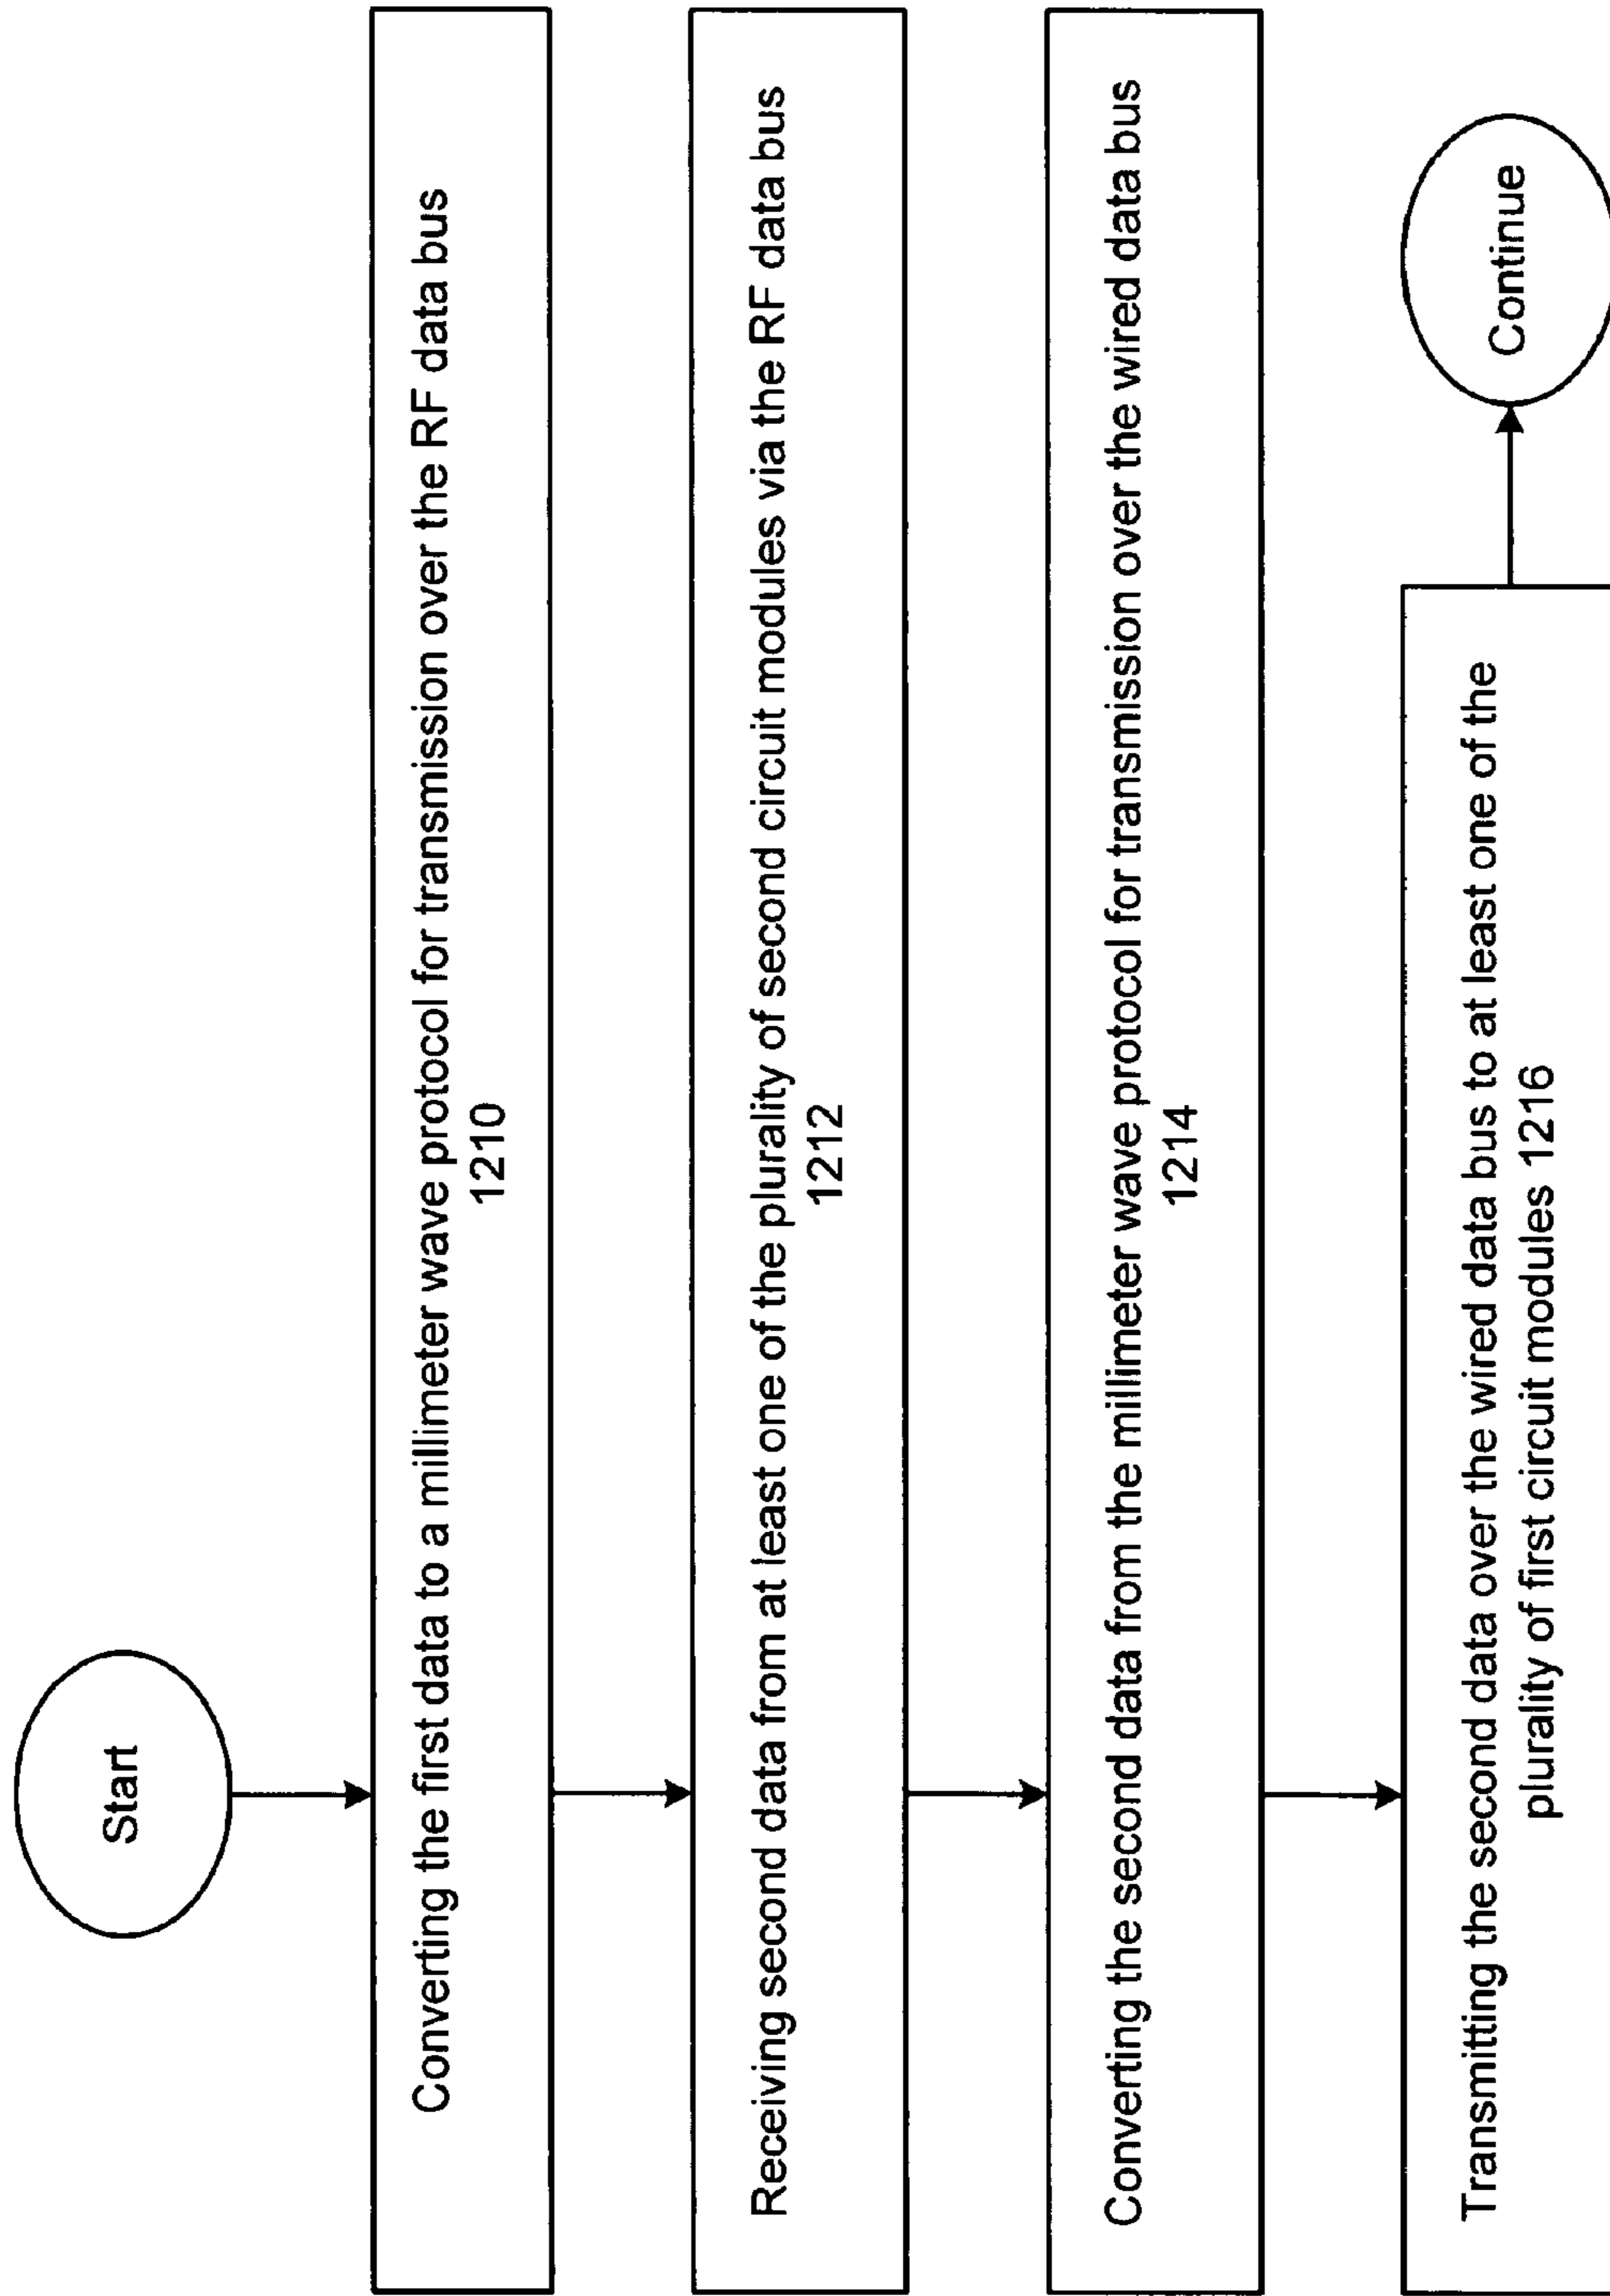 Start
Converting the first data to a millimeter wave protocol for transmission over the RF data bus
1210
Receiving second data from at least one of the plurality of second circuit modules via the RF data bus
1212
Converting the second data from the millimeter wave protocol for transmission over the wired data bus
1214
Transmitting the second data over the wired data bus to at least one of the
plurality of first circuit modules 1216
Continue